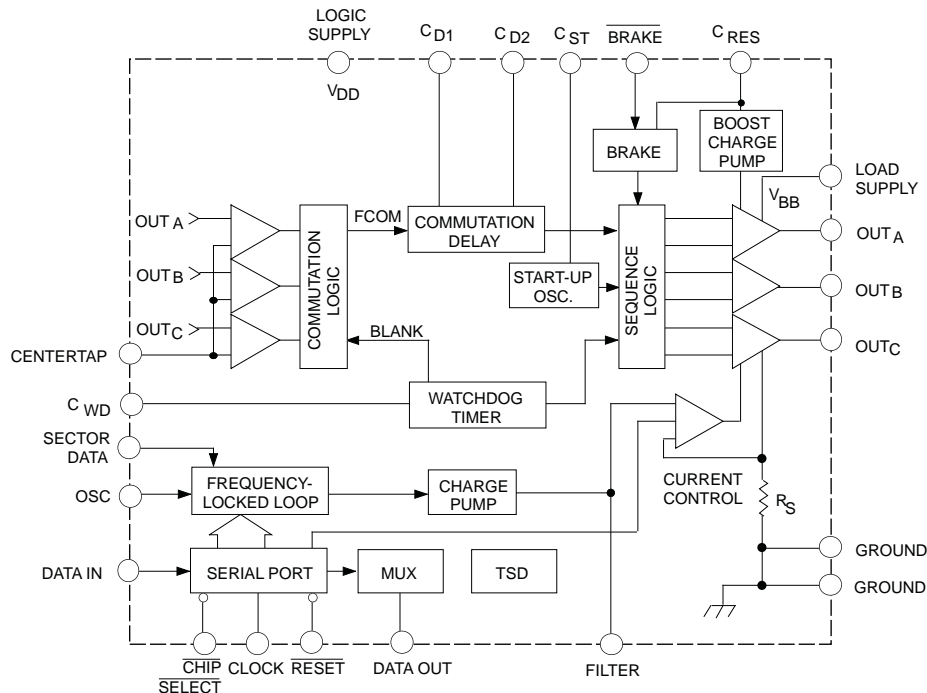 LOGIC
SUPPLY
C D1
C D2
C ST
BRAKE
C RES
VDD
BRAKE
BOOST
CHARGE
PUMP
LOAD
SUPPLY
VBB
OUT A
FCOM
COMMUTATION
DELAY
OUT A
OUT B
COMMUTATION
LOGIC
START-UP
OSC.
SEQUENCE
LOGIC
OUT B
OUT C
BLANK
OUT C
CENTERTAP
C WD
WATCHDOG
TIMER
SECTOR
DATA
FREQUENCY-
LOCKED LOOP
CHARGE
PUMP
CURRENT
CONTROL
RS
OSC
GROUND
DATA IN
SERIAL PORT
MUX
TSD
GROUND
CHIP
SELECT
CLOCK
RESET
DATA OUT
FILTER